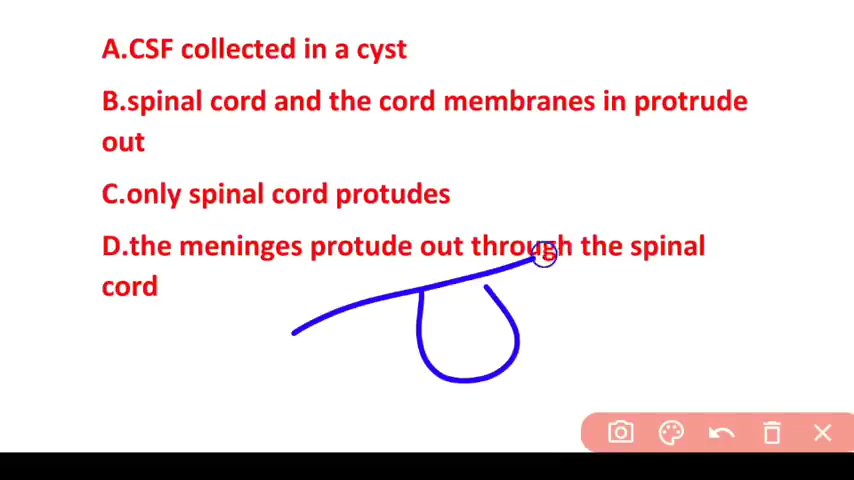 A.CSF collected in a cyst
B.spinal cord and the cord membranes in protrude
out
C.only spinal cord protudes
D.the meninges protude out through the spinal
cord